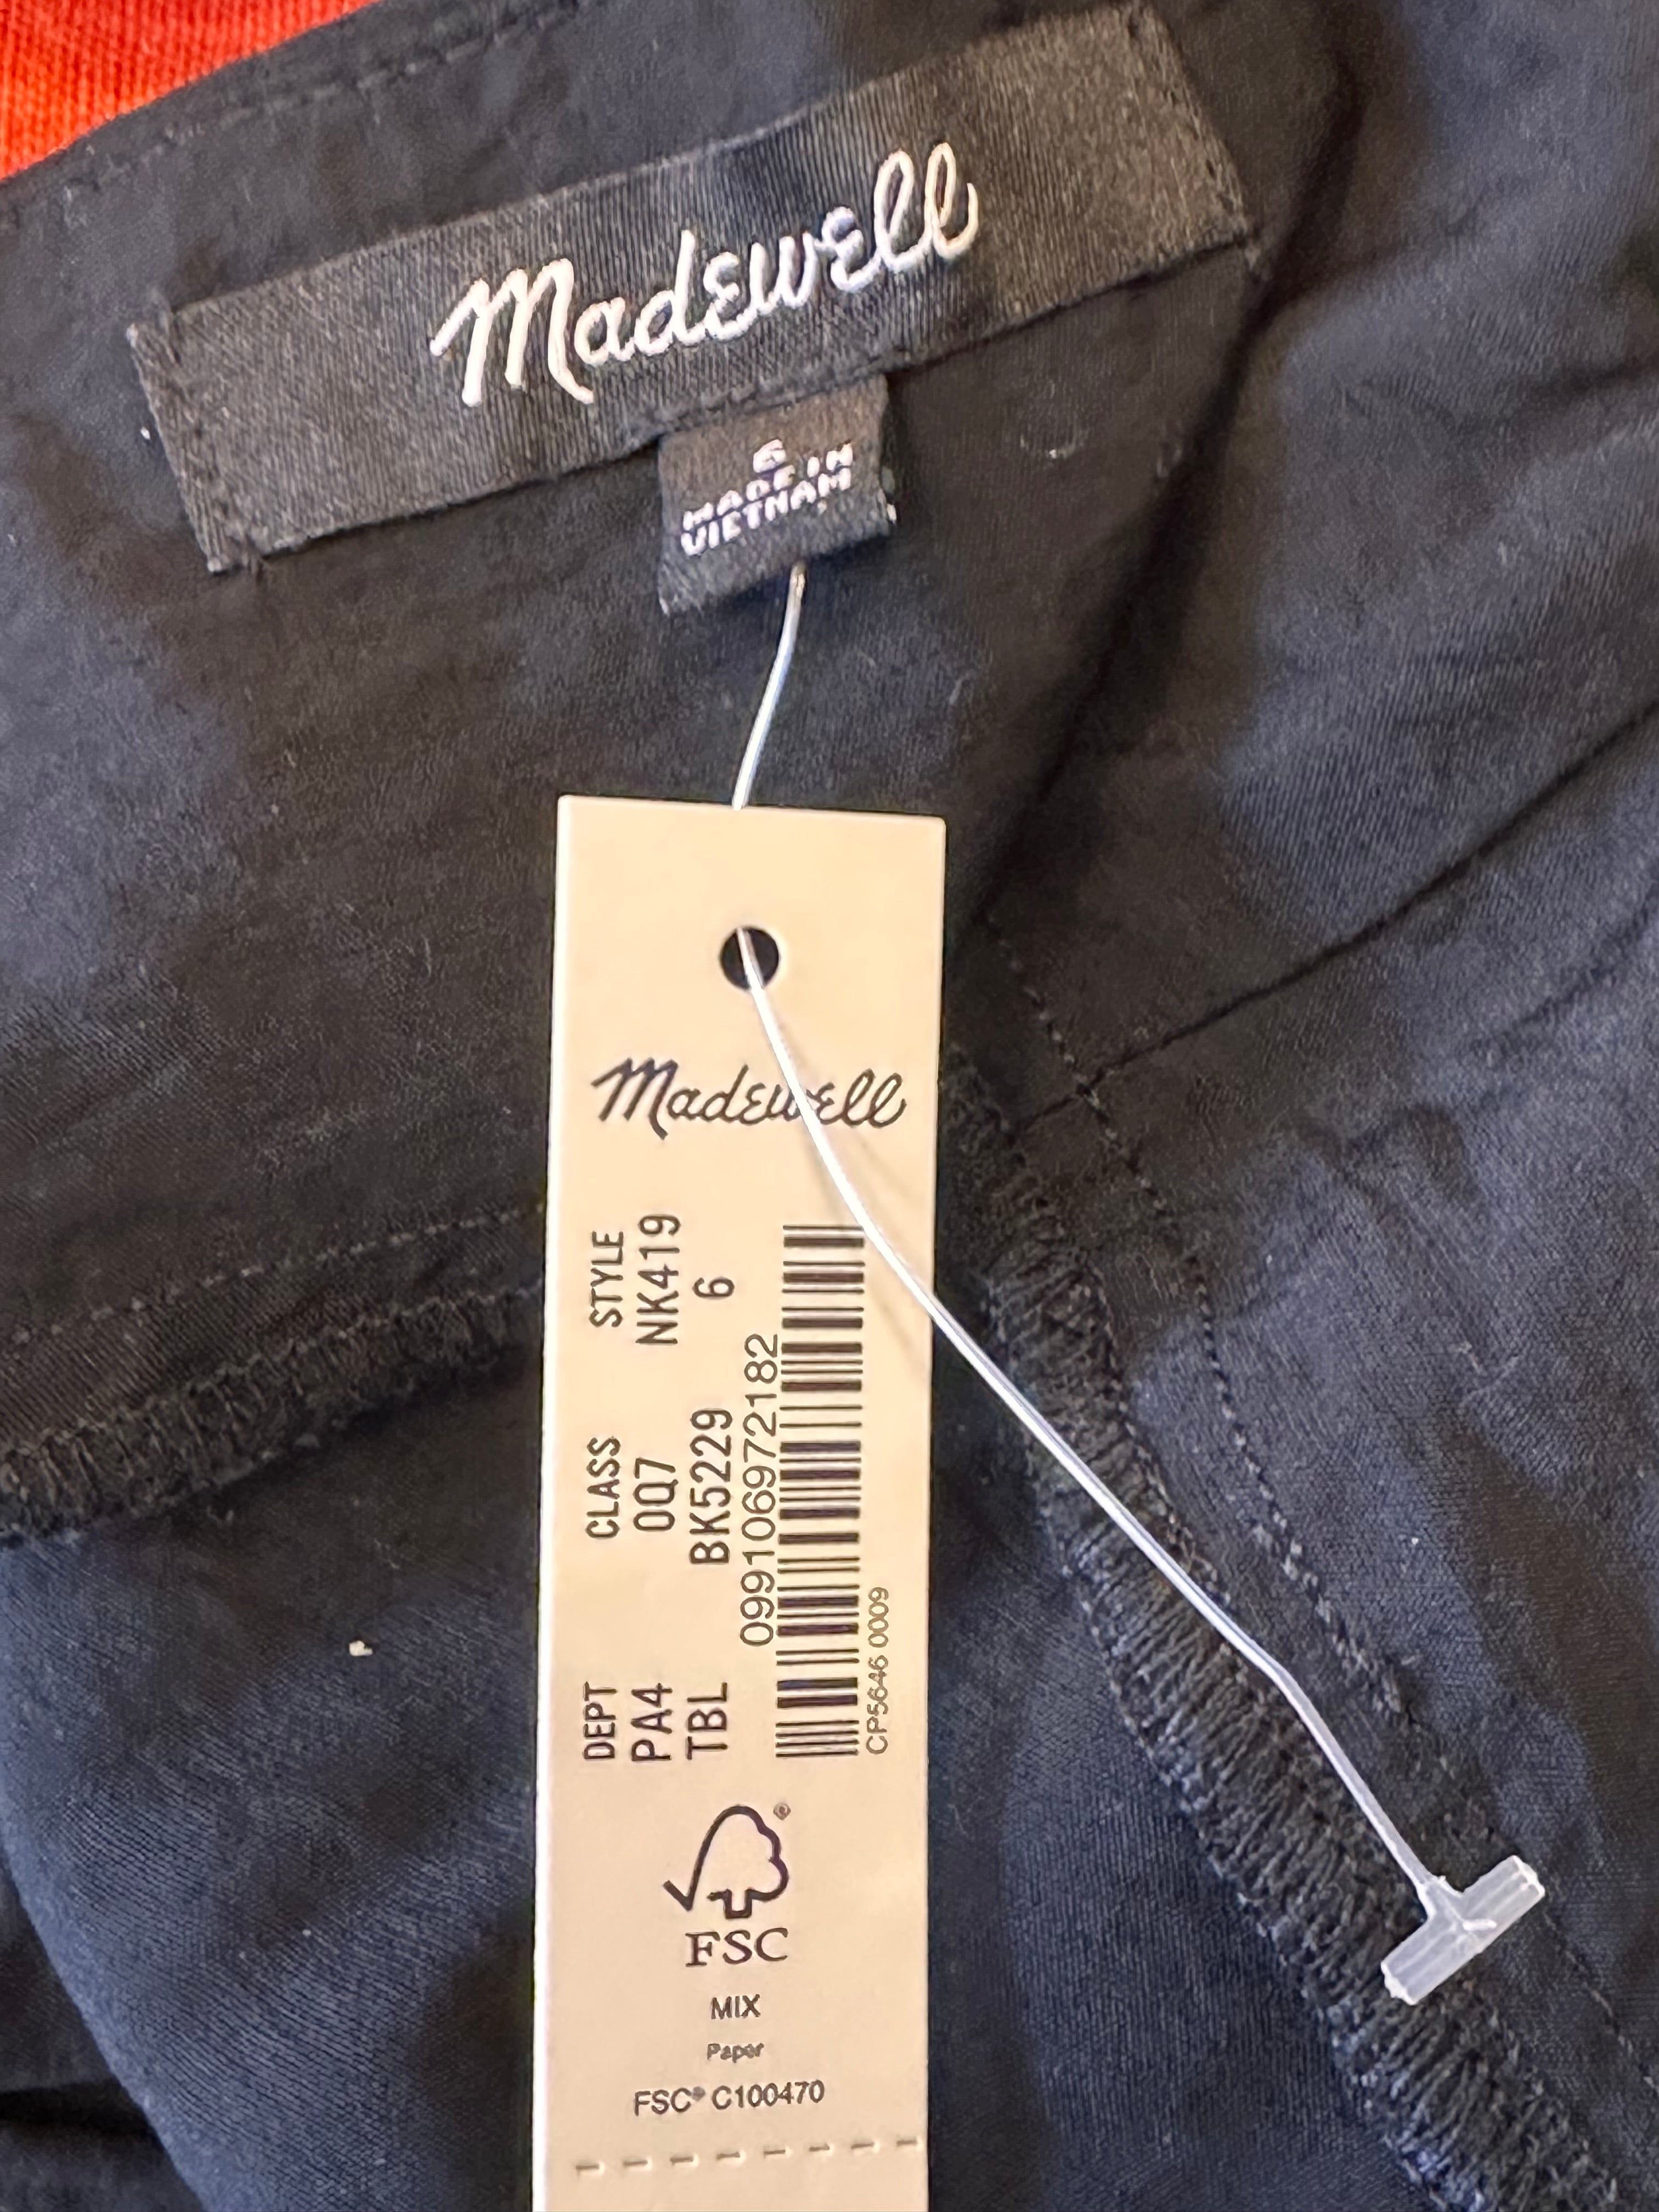 Madewell
6
MADE IN
VIETNAM
Madewell
DEPT CLASS STYLE
PA4 0Q7 NK419
TBL BK5229 6
099106972182
CP5646 0009
FSC
®
MIX
Paper
FSC® C100470